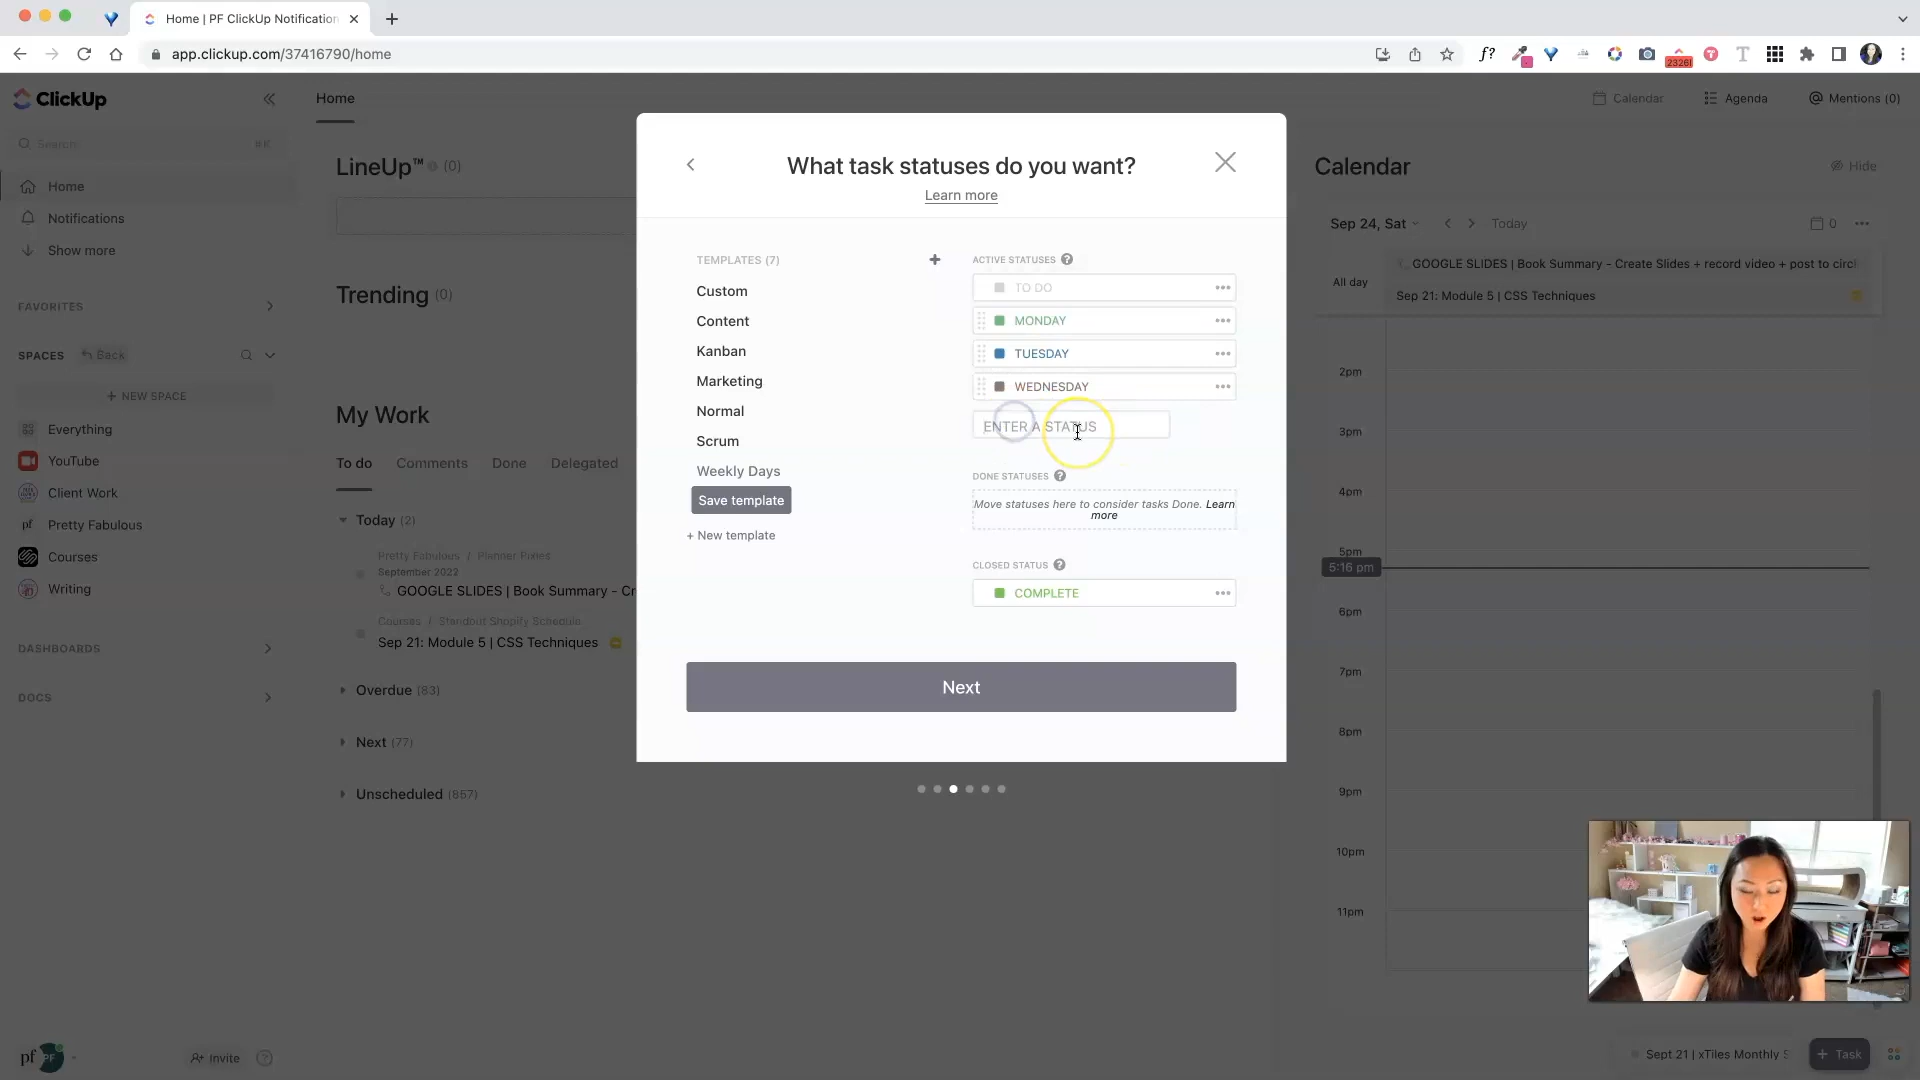 Home | PF ClickUp Notification
app.clickup.com/37416790/home
f?
23261
ClickUp
Search
⌘K
Home
Notifications
Show more
FAVORITES
SPACES
Back
+ NEW SPACE
Everything
YouTube
Client Work
pf Pretty Fabulous
Courses
Writing
DASHBOARDS
DOCS
pf PF
Invite
Home
LineUp™ (0)
Trending (0)
My Work
To do Comments Done Delegated
Today (2)
Pretty Fabulous / Planner Pixies
September 2022
GOOGLE SLIDES | Book Summary - Cr
Courses / Standout Shopify Schedule
Sep 21: Module 5 | CSS Techniques
Overdue (83)
Next (77)
Unscheduled (857)
What task statuses do you want?
Learn more
TEMPLATES (7)
+
Custom
Content
Kanban
Marketing
Normal
Scrum
Weekly Days
Save template
+ New template
ACTIVE STATUSES ?
TO DO
MONDAY
TUESDAY
WEDNESDAY
ENTER A STATUS
DONE STATUSES ?
Move statuses here to consider tasks Done. Learn
more
CLOSED STATUS ?
COMPLETE
Next
Calendar
Agenda
Mentions (0)
Calendar
Hide
Sep 24, Sat
Today
0
All day
GOOGLE SLIDES | Book Summary - Create Slides + record video + post to circl
Sep 21: Module 5 | CSS Techniques
2pm
3pm
4pm
5pm
5:16 pm
6pm
7pm
8pm
9pm
10pm
11pm
Sept 21 | xTiles Monthly S
+ Task